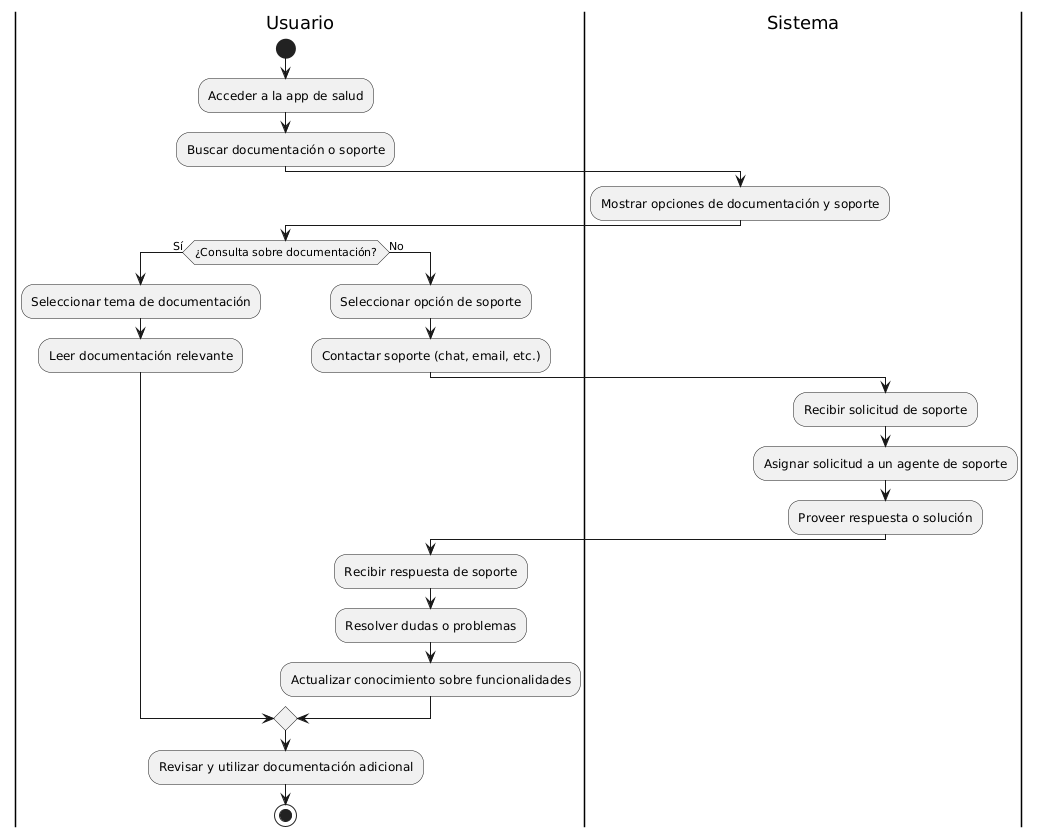 Usuario
Sistema
Acceder a la app de salud
Buscar documentación o soporte
Mostrar opciones de documentación y soporte
Sí
¿Consulta sobre documentación?
No
Seleccionar tema de documentación
Seleccionar opción de soporte
Leer documentación relevante
Contactar soporte (chat, email, etc.)
Recibir solicitud de soporte
Asignar solicitud a un agente de soporte
Proveer respuesta o solución
Recibir respuesta de soporte
Resolver dudas o problemas
Actualizar conocimiento sobre funcionalidades
Revisar y utilizar documentación adicional